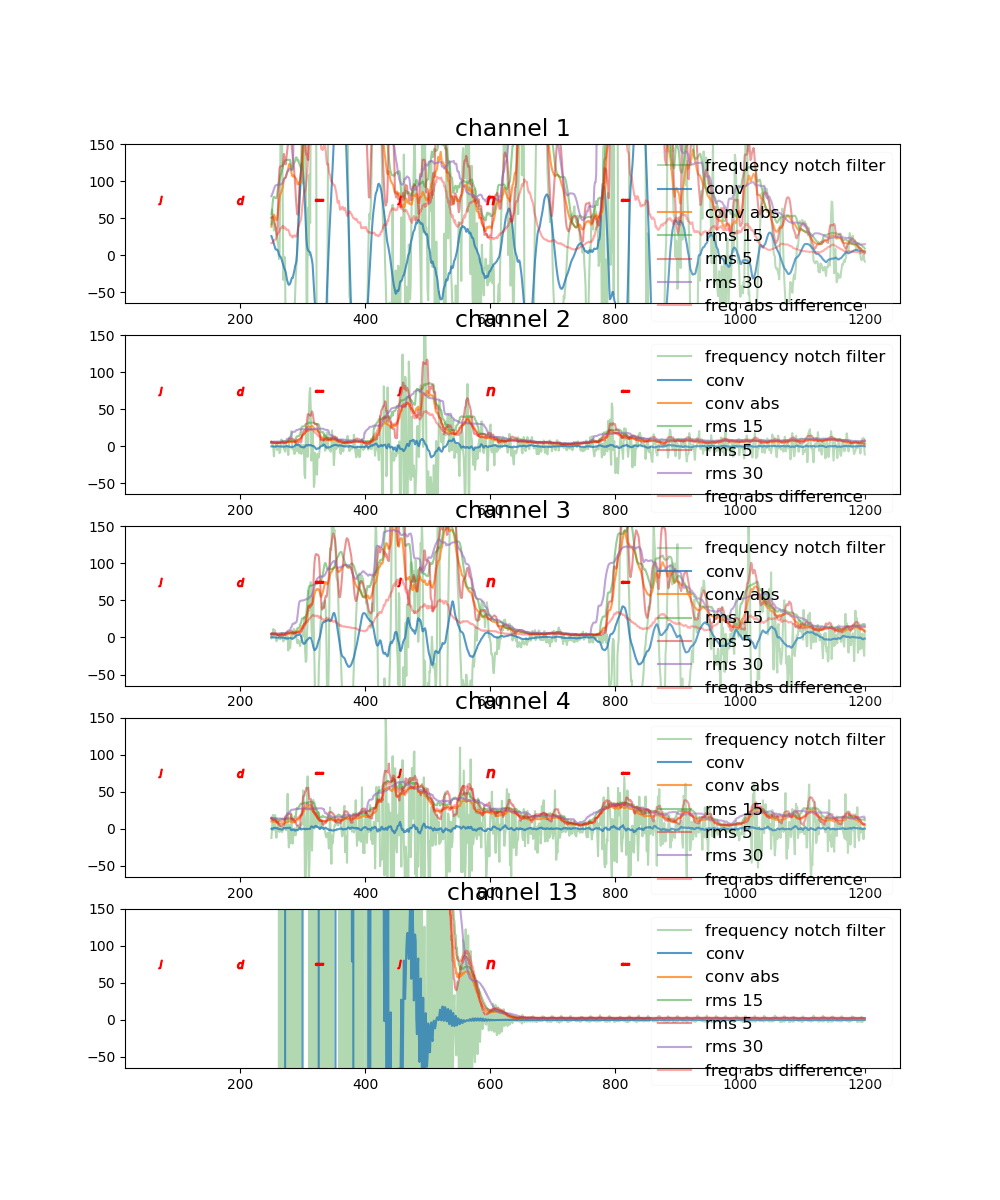 channel 1
150
100
50
0
−50
J d - J n -
frequency notch filter
conv
conv abs
rms 15
rms 5
rms 30
freq abs difference
200 400 600 800 1000 1200
channel 2
150
100
50
0
−50
J d - J n -
frequency notch filter
conv
conv abs
rms 15
rms 5
rms 30
freq abs difference
200 400 600 800 1000 1200
channel 3
150
100
50
0
−50
J d - J n -
frequency notch filter
conv
conv abs
rms 15
rms 5
rms 30
freq abs difference
200 400 600 800 1000 1200
channel 4
150
100
50
0
−50
J d - J n -
frequency notch filter
conv
conv abs
rms 15
rms 5
rms 30
freq abs difference
200 400 600 800 1000 1200
channel 13
150
100
50
0
−50
J d - J n -
frequency notch filter
conv
conv abs
rms 15
rms 5
rms 30
freq abs difference
200 400 600 800 1000 1200